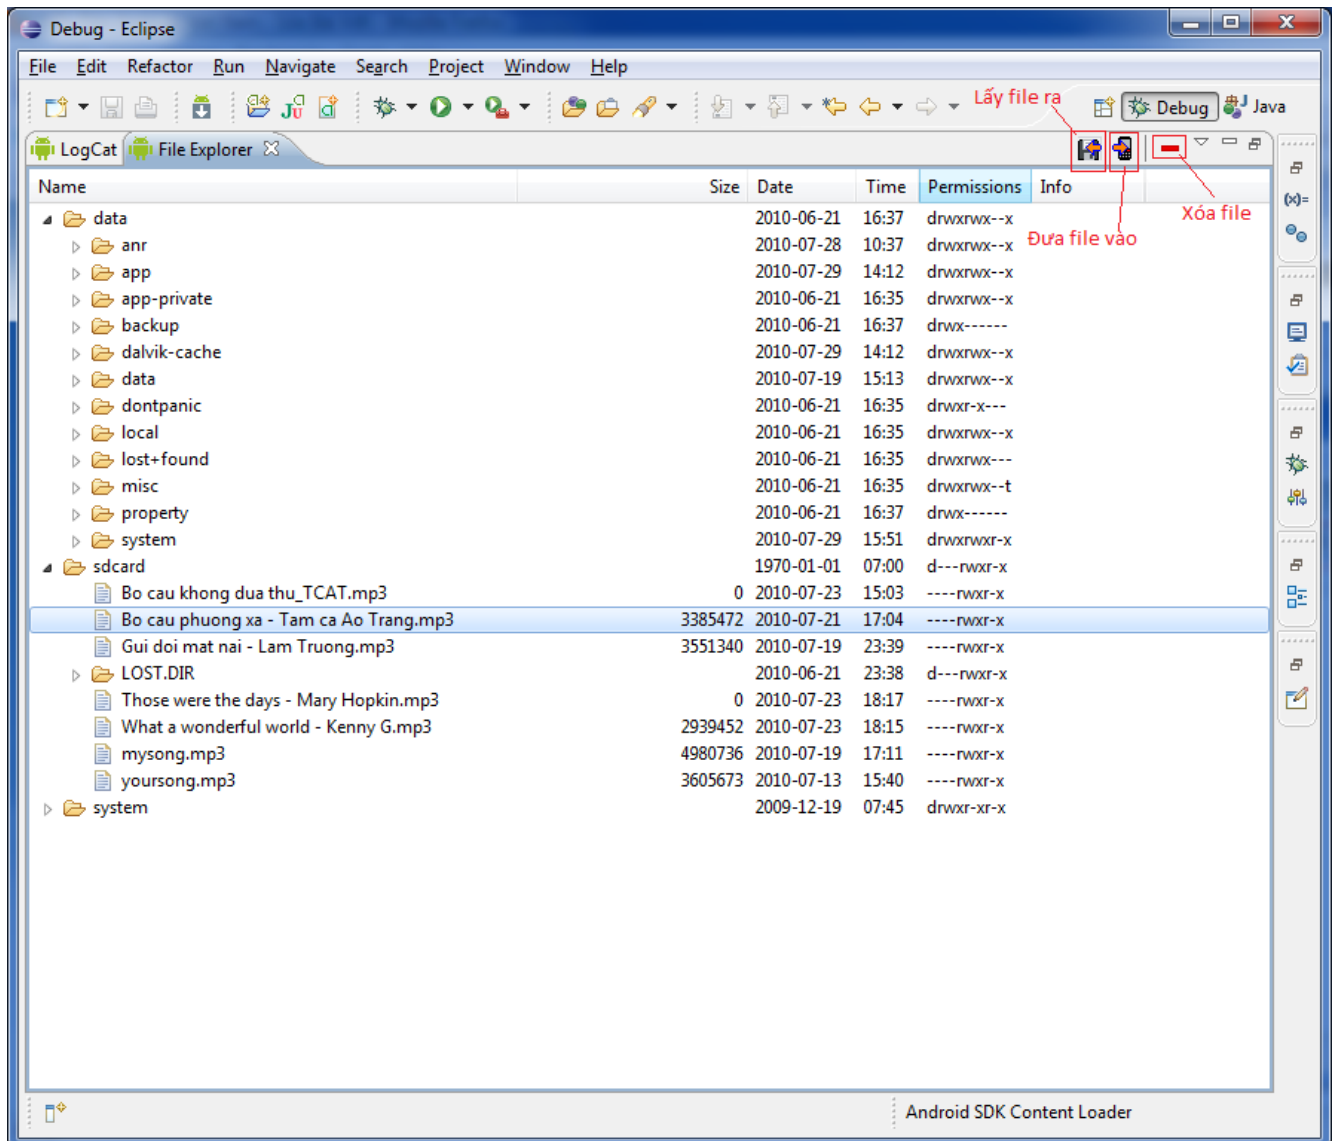 Debug - Eclipse
File Edit Refactor Run Navigate Search Project Window Help
Lấy file ra
Debug Java
LogCat File Explorer
Name Size Date Time Permissions Info
Xóa file
Đưa file vào
data 2010-06-21 16:37 drwxrwx--x
anr 2010-07-28 10:37 drwxrwx--x
app 2010-07-29 14:12 drwxrwx--x
app-private 2010-06-21 16:35 drwxrwx--x
backup 2010-06-21 16:37 drwx------
dalvik-cache 2010-07-29 14:12 drwxrwx--x
data 2010-07-19 15:13 drwxrwx--x
dontpanic 2010-06-21 16:35 drwxr-x---
local 2010-06-21 16:35 drwxrwx--x
lost+found 2010-06-21 16:35 drwxrwx---
misc 2010-06-21 16:35 drwxrwx--t
property 2010-06-21 16:37 drwx------
system 2010-07-29 15:51 drwxrwxr-x
sdcard 1970-01-01 07:00 d---rwxr-x
Bo cau khong dua thu_TCAT.mp3 0 2010-07-23 15:03 ----rwxr-x
Bo cau phuong xa - Tam ca Ao Trang.mp3 3385472 2010-07-21 17:04 ----rwxr-x
Gui doi mat nai - Lam Truong.mp3 3551340 2010-07-19 23:39 ----rwxr-x
LOST.DIR 2010-06-21 23:38 d---rwxr-x
Those were the days - Mary Hopkin.mp3 0 2010-07-23 18:17 ----rwxr-x
What a wonderful world - Kenny G.mp3 2939452 2010-07-23 18:15 ----rwxr-x
mysong.mp3 4980736 2010-07-19 17:11 ----rwxr-x
yoursong.mp3 3605673 2010-07-13 15:40 ----rwxr-x
system 2009-12-19 07:45 drwxr-xr-x
Android SDK Content Loader